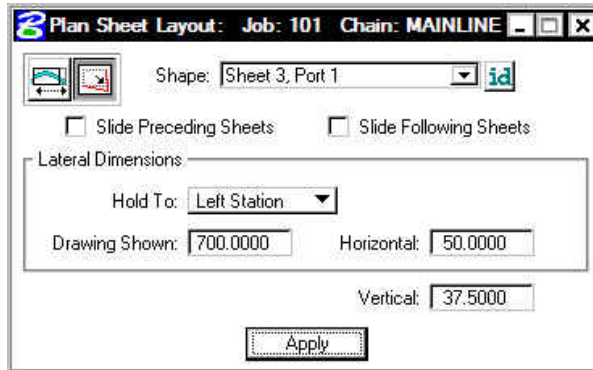 Plan Sheet Layout: Job: 101 Chain: MAINLINE
Shape: Sheet 3, Port 1 id
Slide Preceding Sheets Slide Following Sheets
Lateral Dimensions
Hold To: Left Station
Drawing Shown: 700.0000 Horizontal: 50.0000
Vertical: 37.5000
Apply